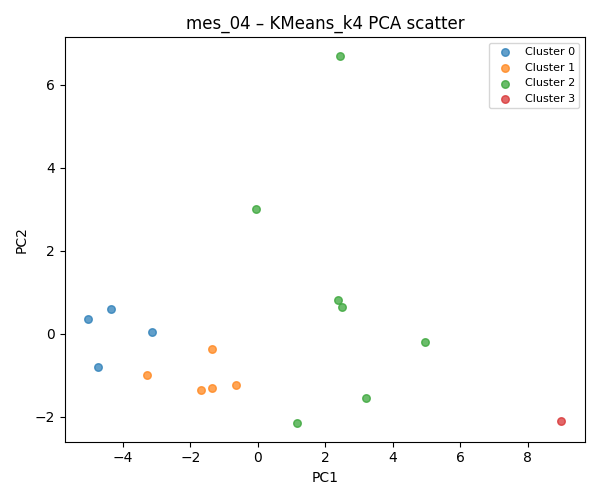 mes_04 – KMeans_k4 PCA scatter
Cluster 0
Cluster 1
Cluster 2
Cluster 3
PC2
6
4
2
0
−2
−4
−2
0
2
4
6
8
PC1